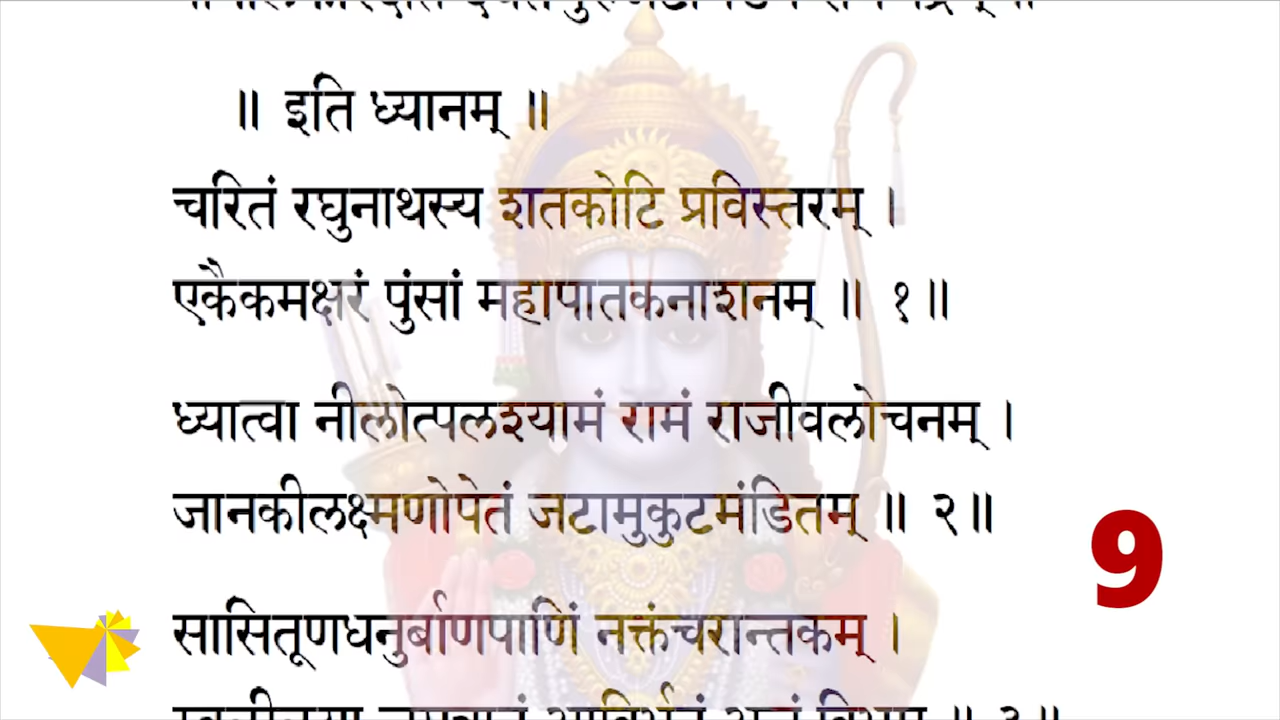 ॥ इति ध्यानम् ॥
चरितं रघुनाथस्य शतकोटि प्रविस्तरम् ।
एकैकमक्षरं पुंसां महापातकनाशनम् ॥ १॥
ध्यात्वा नीलोत्पलश्यामं रामं राजीवलोचनम् ।
जानकीलक्ष्मणोपेतं जटामुकुटमंडितम् ॥ २॥
9
सासितूणधनुर्बाणपाणिं नक्तंचरान्तकम् ।